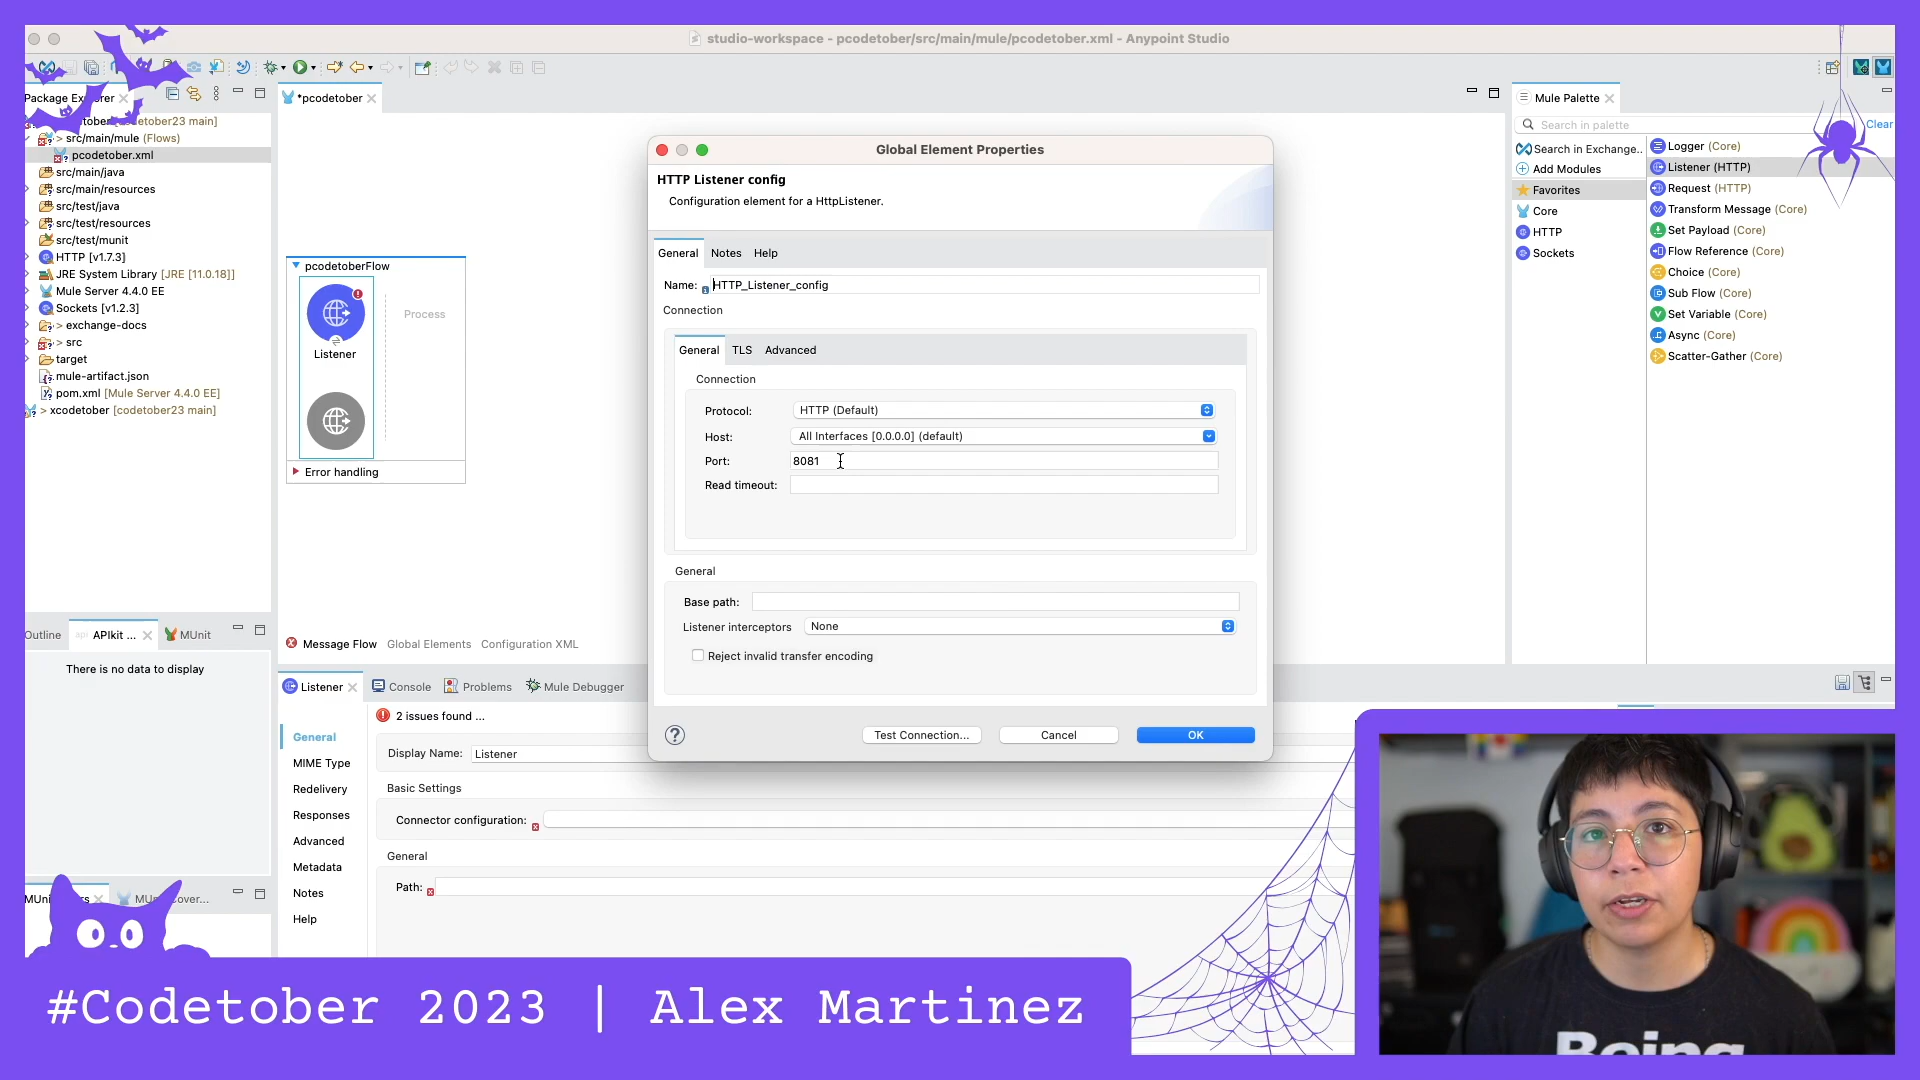 studio-workspace - pcodetober/src/main/mule/pcodetober.xml - Anypoint Studio
*pcodetober
Mule Palette
[codetober23 main]
> src/main/mule (Flows)
pcodetober.xml
src/main/java
> src/main/resources
src/test/java
src/test/resources
src/test/munit
HTTP [v1.7.3]
JRE System Library [JRE [11.0.18]]
Mule Server 4.4.0 EE
Sockets [v1.2.3]
> exchange-docs
> src
target
mule-artifact.json
pom.xml [Mule Server 4.4.0 EE]
> xcodetober [codetober23 main]
pcodetoberFlow
Listener
Process
Error handling
Global Element Properties
HTTP Listener config
Configuration element for a HttpListener.
General Notes Help
Name: HTTP_Listener_config
Connection
General TLS Advanced
Connection
Protocol: HTTP (Default)
Host: All Interfaces [0.0.0.0] (default)
Port: 8081
Read timeout:
General
Base path:
Listener interceptors None
Reject invalid transfer encoding
? Test Connection... Cancel OK
Search in palette Clear
Search in Exchange..
Add Modules
Favorites
Core
HTTP
Sockets
Logger (Core)
Listener (HTTP)
Request (HTTP)
Transform Message (Core)
Set Payload (Core)
Flow Reference (Core)
Choice (Core)
Sub Flow (Core)
Set Variable (Core)
Async (Core)
Scatter-Gather (Core)
Outline APIkit ... MUnit
There is no data to display
Message Flow Global Elements Configuration XML
Listener Console Problems Mule Debugger
2 issues found ...
General
MIME Type
Redelivery
Responses
Advanced
Metadata
Notes
Help
Display Name: Listener
Basic Settings
Connector configuration:
General
Path:
#Codetober 2023 | Alex Martinez
Being